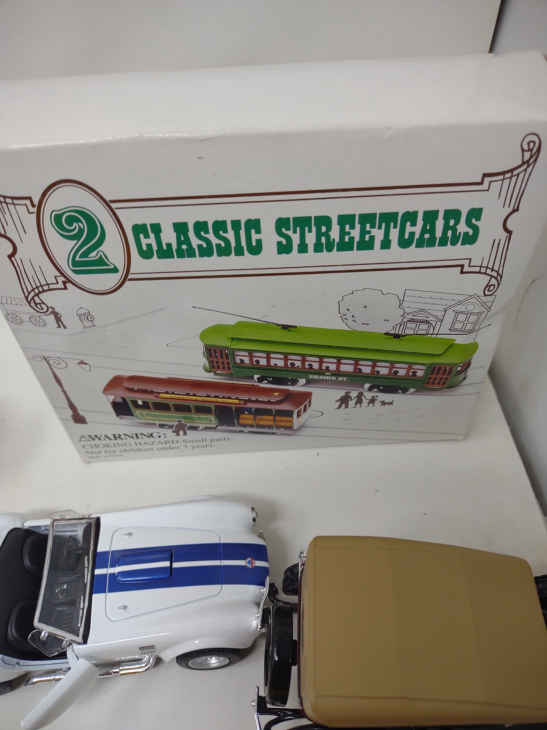 2 CLASSIC STREETCARS
⚠WARNING:
CHOKING HAZARD-Small parts
Not for children under 3 years.